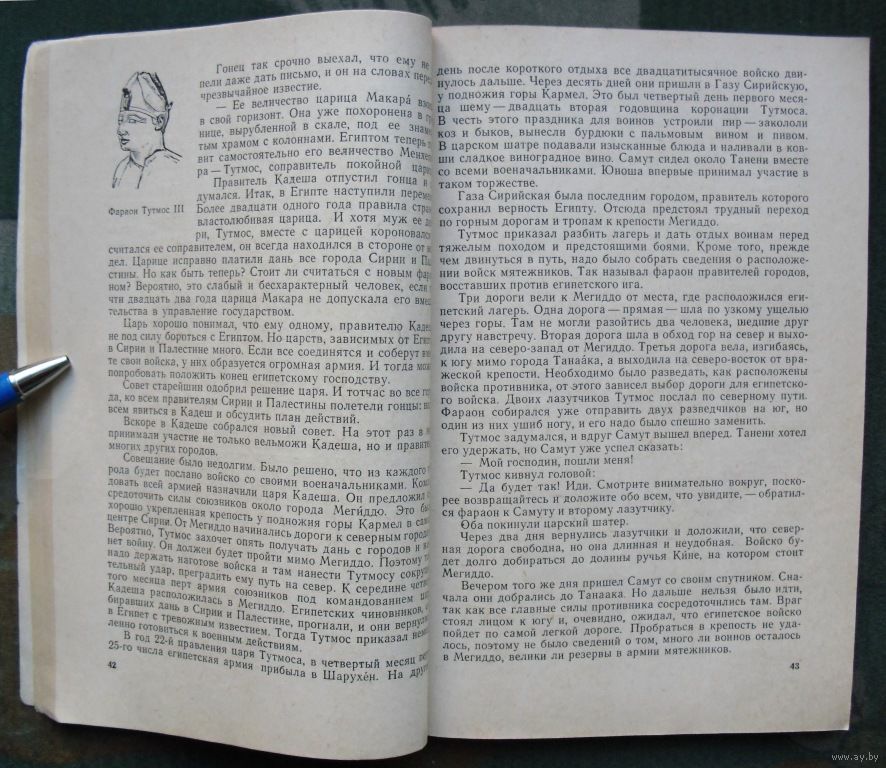 Гонец так срочно выехал, что ему не
пели даже дать письмо, и он на словах
чрезвычайное известие.
— Ее величество царица Макара́
в свой горизонт. Она уже похоронена в
нице, вырубленной в скале, под ее
тым храмом с колоннами. Египтом теперь
вит самостоятельно его величество
ра — Тутмос, соправитель покойной
Правитель Кадеша отпустил гонца и
думался. Итак, в Египте наступили
Более двадцати одного года правила
властолюбивая царица. И хотя муж ее
ри, Тутмос, вместе с царицей
Фараон Тутмос III
считался ее соправителем, он всегда находился в стороне от
дел. Царице исправно платили дань все города Сирии и
стины. Но как быть теперь? Стоит ли считаться с новым
ном? Вероятно, это слабый и бесхарактерный человек, если
чти двадцать два года царица Макара не допускала его
тельства в управление государством.
Царь хорошо понимал, что ему одному, правителю
не под силу бороться с Египтом. Но царств, зависимых от
в Сирии и Палестине много. Если все соединятся и соберут
те свои войска, у них образуется огромная армия. И тогда
попробовать положить конец египетскому господству.
Совет старейшин одобрил решение царя. И тотчас во все
да, ко всем правителям Сирии и Палестины полетели гонцы:
всем явиться в Кадеш и обсудить план действий.
Вскоре в Кадеше собрался новый совет. На этот раз в
принимали участие не только вельможи Кадеша, но и
многих других городов.
Совещание было недолгим. Было решено, что из каждого
рода будет послано войско со своими военачальниками.
довать всей армией назначили царя Кадеша. Он предложил
средоточить силы союзников около города Меги́ддо. Это
хорошо укрепленная крепость у подножия горы Кармел в
центре Сирии. От Мегиддо начинались дороги к северным
Вероятно, Тутмос захочет опять получать дань с городов и
нет войну. Он должен будет пройти мимо Мегиддо. Поэтому
надо держать наготове войска и там нанести Тутмосу
тельный удар, преградить ему путь на север. К середине
того месяца перт армия союзников под командованием
Кадеша расположилась в Мегиддо. Египетских чиновников,
биравших дань в Сирии и Палестине, прогнали, и они
в Египет с тревожным известием. Тогда Тутмос приказал
ленно готовиться к военным действиям.
В год 22-й правления царя Тутмоса, в четвертый месяц
25-го числа египетская армия прибыла в Шарухе́н. На
42
день после короткого отдыха все двадцатитысячное войско дви-
нулось дальше. Через десять дней они пришли в Газу Сирийскую,
у подножия горы Кармел. Это был четвертый день первого меся-
ца шему — двадцать вторая годовщина коронации Тутмоса.
В честь этого праздника для воинов устроили пир — закололи
коз и быков, вынесли бурдюки с пальмовым вином и пивом.
В царском шатре подавали изысканные блюда и наливали в ков-
ши сладкое виноградное вино. Самут сидел около Танени вместе
со всеми военачальниками. Юноша впервые принимал участие в
таком торжестве.
Газа Сирийская была последним городом, правитель которого
сохранил верность Египту. Отсюда предстоял трудный переход
по горным дорогам и тропам к крепости Мегиддо.
Тутмос приказал разбить лагерь и дать отдых воинам перед
тяжелым походом и предстоящими боями. Кроме того, прежде
чем двинуться в путь, надо было собрать сведения о расположе-
нии войск мятежников. Так называл фараон правителей городов,
восставших против египетского ига.
Три дороги вели к Мегиддо от места, где расположился еги-
петский лагерь. Одна дорога — прямая — шла по узкому ущелью
через горы. Там не могли разойтись два человека, шедшие друг
другу навстречу. Вторая дорога шла в обход гор на север и выхо-
дила на северо-запад от Мегиддо. Третья дорога вела, изгибаясь,
к югу мимо города Танаа́ка, а выходила на северо-восток от вра-
жеской крепости. Необходимо было разведать, как расположены
войска противника, от этого зависел выбор дороги для египетско-
го войска. Двоих лазутчиков Тутмос послал по северному пути.
Фараон собирался уже отправить двух разведчиков на юг, но
один из них ушиб ногу, и его надо было спешно заменить.
Тутмос задумался, и вдруг Самут вышел вперед. Танени хотел
его удержать, но Самут уже успел сказать:
— Мой господин, пошли меня!
Тутмос кивнул головой:
— Да будет так! Иди. Смотрите внимательно вокруг, поско-
рее возвращайтесь и доложите обо всем, что увидите, — обратил-
ся фараон к Самуту и второму лазутчику.
Оба покинули царский шатер.
Через два дня вернулись лазутчики и доложили, что север-
ная дорога свободна, но она длинная и неудобная. Войско бу-
дет долго добираться до долины ручья Ки́не, на котором стоит
Мегиддо.
Вечером того же дня пришел Самут со своим спутником. Сна-
чала они добрались до Танаака. Но дальше нельзя было идти,
так как все главные силы противника сосредоточились там. Враг
стоял лицом к югу и, очевидно, ожидал, что египетское войско
пойдет по самой легкой дороге. Пробраться в крепость не уда-
лось, поэтому не было сведений о том, много ли воинов осталось
в Мегиддо, велики ли резервы в армии мятежников.
43
www.ay.by